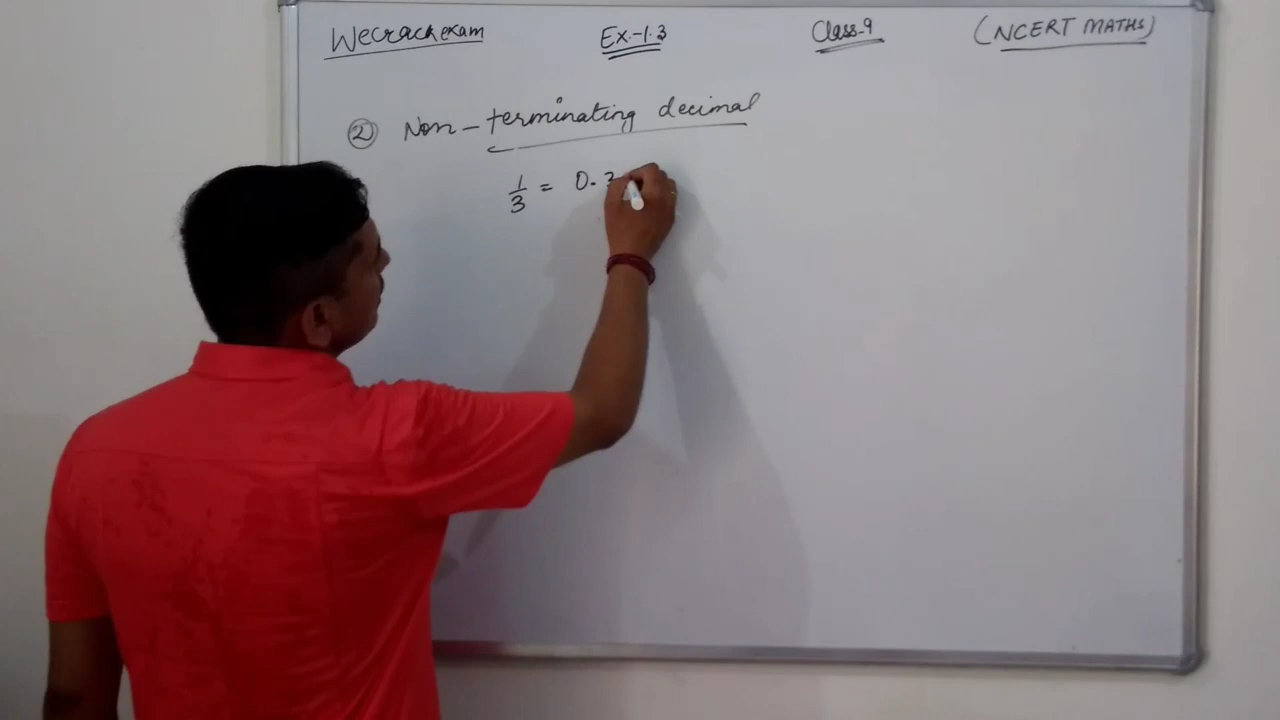 Wecrackexam Ex.-1.3 Class-9 (NCERT MATHS)
② Non-terminating decimal
1/3 = 0.3